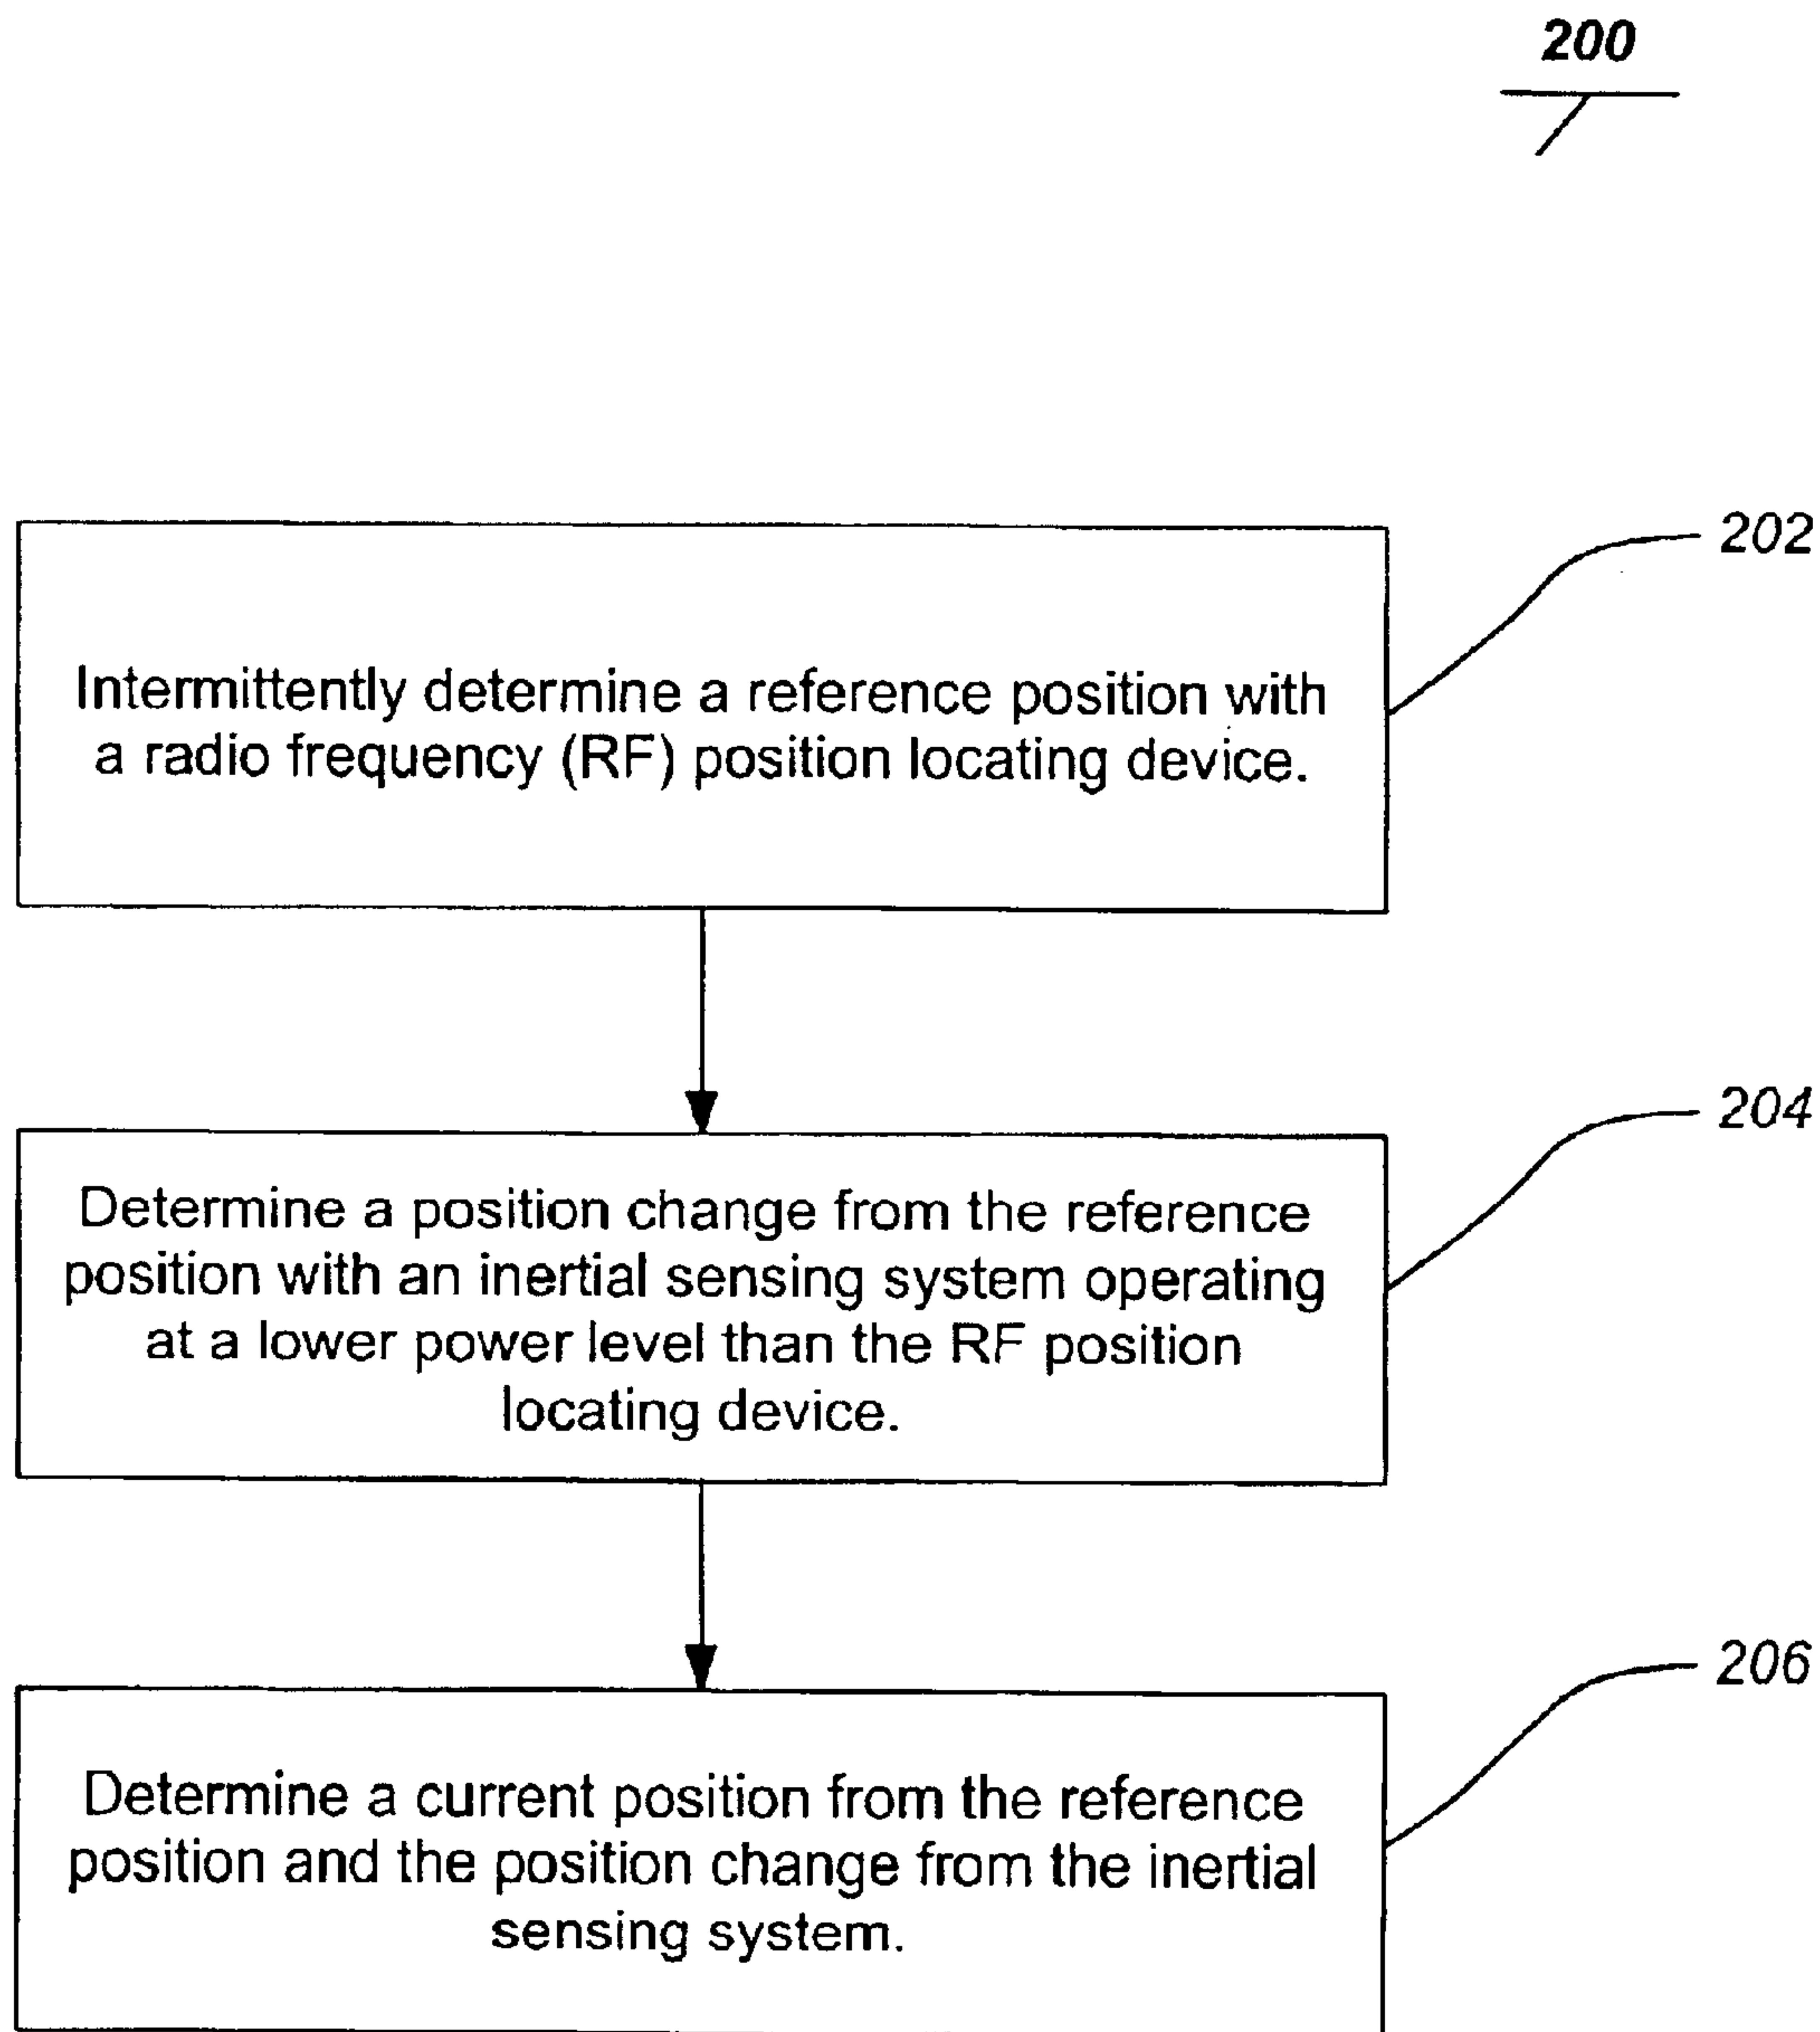 200
202
Intermittently determine a reference position with
a radio frequency (RF) position locating device.
204
Determine a position change from the reference
position with an inertial sensing system operating
at a lower power level than the RF position
locating device.
206
Determine a current position from the reference
position and the position change from the inertial
sensing system.